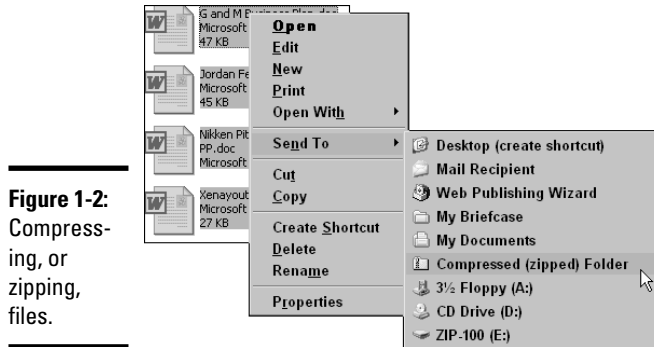 G and M Business Plan.doc
Microsoft
47 KB
Jordan Fe
Microsoft
45 KB
Nikken Pit
PP.doc
Microsoft
Xenayout
Microsoft
27 KB
Open
Edit
New
Print
Open With
Send To
Cut
Copy
Create Shortcut
Delete
Rename
Properties
Desktop (create shortcut)
Mail Recipient
Web Publishing Wizard
My Briefcase
My Documents
Compressed (zipped) Folder
3½ Floppy (A:)
CD Drive (D:)
ZIP-100 (E:)
Figure 1-2:
Compress-
ing, or
zipping,
files.